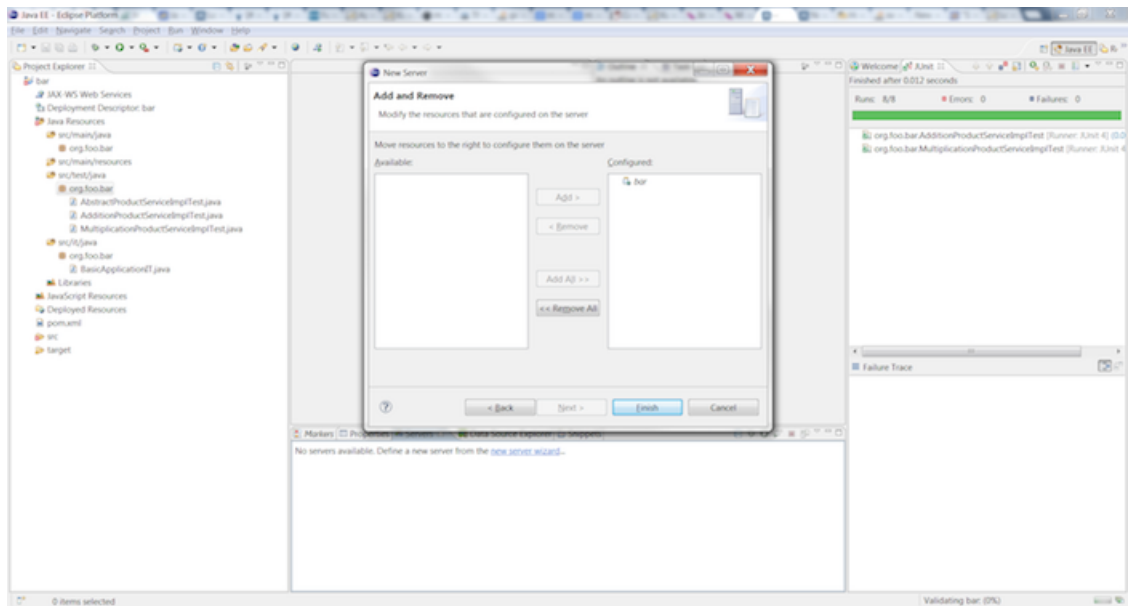 Java EE - Eclipse Platform
File Edit Navigate Search Project Run Window Help
Java EE
Project Explorer
bar
JAX-WS Web Services
Deployment Descriptor: bar
Java Resources
src/main/java
org.foo.bar
src/main/resources
src/test/java
org.foo.bar
AbstractProductServiceImplTest.java
AdditionProductServiceImplTest.java
MultiplicationProductServiceImplTest.java
src/it/java
org.foo.bar
BasicApplicationIT.java
Libraries
JavaScript Resources
Deployed Resources
pom.xml
src
target
New Server
Add and Remove
Modify the resources that are configured on the server
Move resources to the right to configure them on the server
Available:
Configured:
bar
Add >
< Remove
Add All >>
<< Remove All
< Back
Next >
Finish
Cancel
Markers
Servers
Data Source Explorer
Snippets
No servers available. Define a new server from the new server wizard...
Welcome
JUnit
Finished after 0.012 seconds
Runs: 8/8
Errors: 0
Failures: 0
org.foo.bar.AdditionProductServiceImplTest [Runner: JUnit 4] (0.0
org.foo.bar.MultiplicationProductServiceImplTest [Runner: JUnit 4
Failure Trace
0 items selected
Validating bar: (0%)